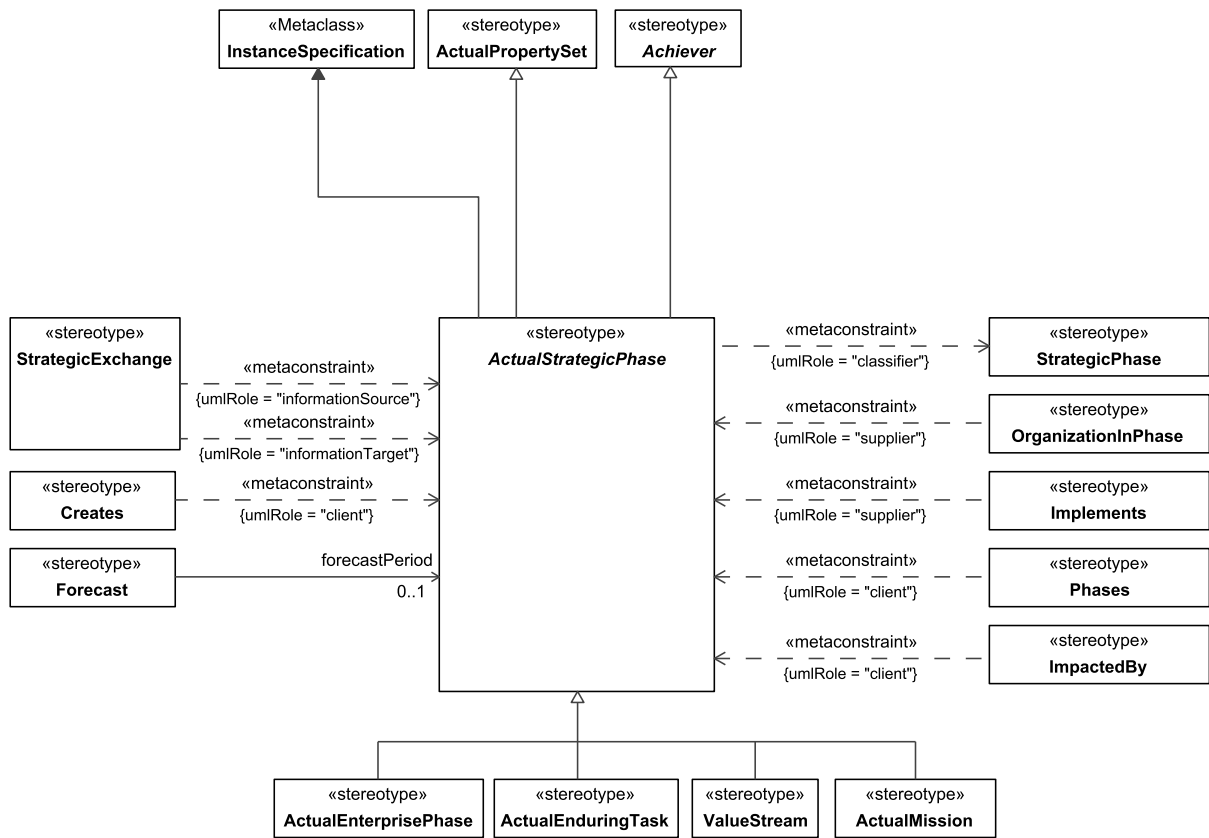 «Metaclass»
InstanceSpecification
«stereotype»
ActualPropertySet
«stereotype»
Achiever
«stereotype»
StrategicExchange
«metaconstraint»
{umlRole = "informationSource"}
«metaconstraint»
{umlRole = "informationTarget"}
«stereotype»
Creates
«metaconstraint»
{umlRole = "client"}
«stereotype»
Forecast
forecastPeriod
0..1
«stereotype»
ActualStrategicPhase
«metaconstraint»
{umlRole = "classifier"}
«stereotype»
StrategicPhase
«metaconstraint»
{umlRole = "supplier"}
«stereotype»
OrganizationInPhase
«metaconstraint»
{umlRole = "supplier"}
«stereotype»
Implements
«metaconstraint»
{umlRole = "client"}
«stereotype»
Phases
«metaconstraint»
{umlRole = "client"}
«stereotype»
ImpactedBy
«stereotype»
ActualEnterprisePhase
«stereotype»
ActualEnduringTask
«stereotype»
ValueStream
«stereotype»
ActualMission